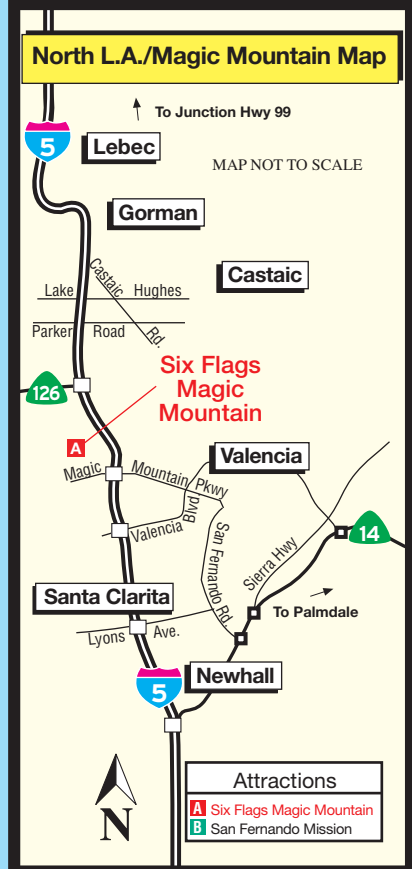 North L.A./Magic Mountain Map
To Junction Hwy 99
5
Lebec
MAP NOT TO SCALE
Gorman
Castaic
Castaic Rd.
Lake Hughes
Parker Road
Six Flags
Magic
Mountain
126
A
Magic Mountain Pkwy
Valencia
Valencia Blvd
San Fernando Rd.
Sierra Hwy
14
Santa Clarita
To Palmdale
Lyons Ave.
Newhall
5
N
Attractions
A Six Flags Magic Mountain
B San Fernando Mission